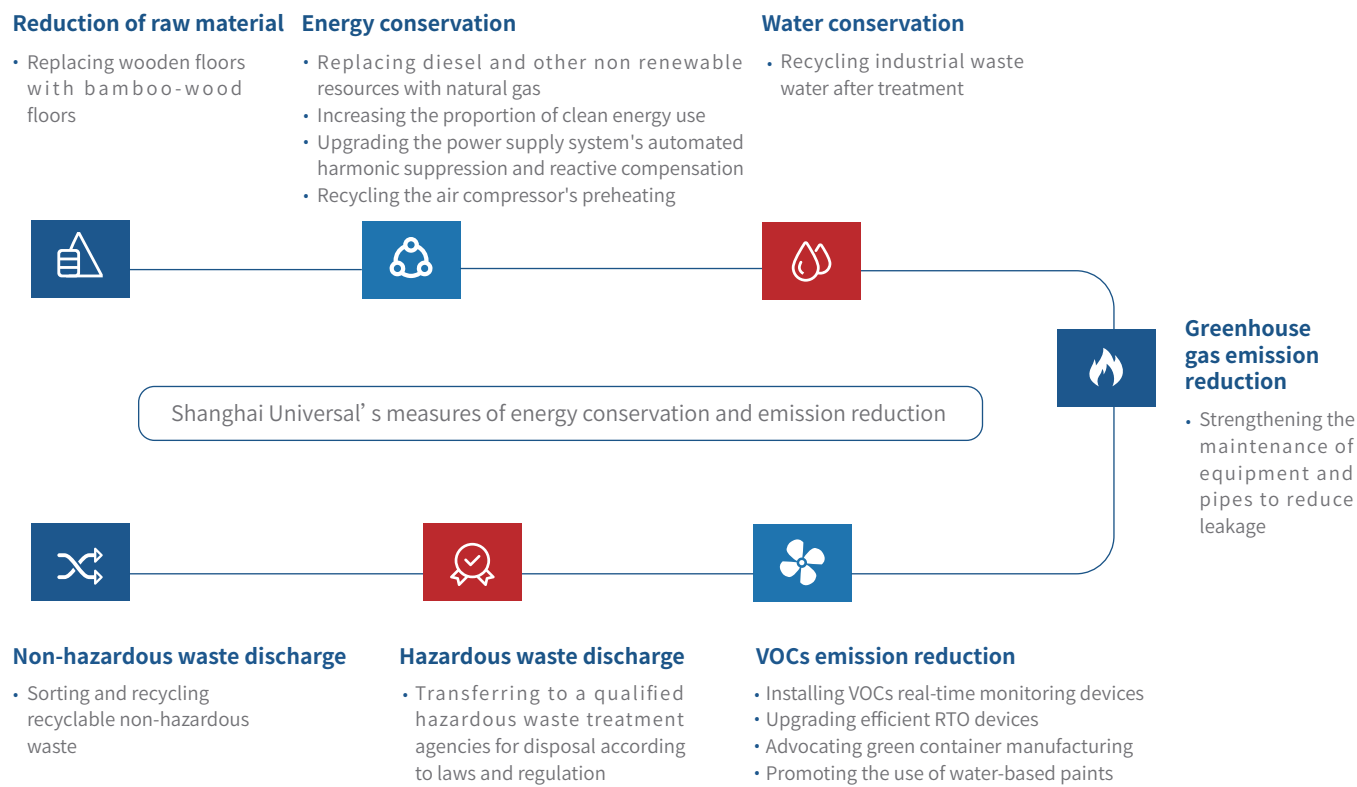 Reduction of raw material
• Replacing wooden floors
with bamboo-wood
floors
Energy conservation
• Replacing diesel and other non renewable
resources with natural gas
• Increasing the proportion of clean energy use
• Upgrading the power supply system's automated
harmonic suppression and reactive compensation
• Recycling the air compressor's preheating
Water conservation
• Recycling industrial waste
water after treatment
Greenhouse
gas emission
reduction
• Strengthening the
maintenance of
equipment and
pipes to reduce
leakage
Shanghai Universal’s measures of energy conservation and emission reduction
Non-hazardous waste discharge
• Sorting and recycling
recyclable non-hazardous
waste
Hazardous waste discharge
• Transferring to a qualified
hazardous waste treatment
agencies for disposal according
to laws and regulation
VOCs emission reduction
• Installing VOCs real-time monitoring devices
• Upgrading efficient RTO devices
• Advocating green container manufacturing
• Promoting the use of water-based paints